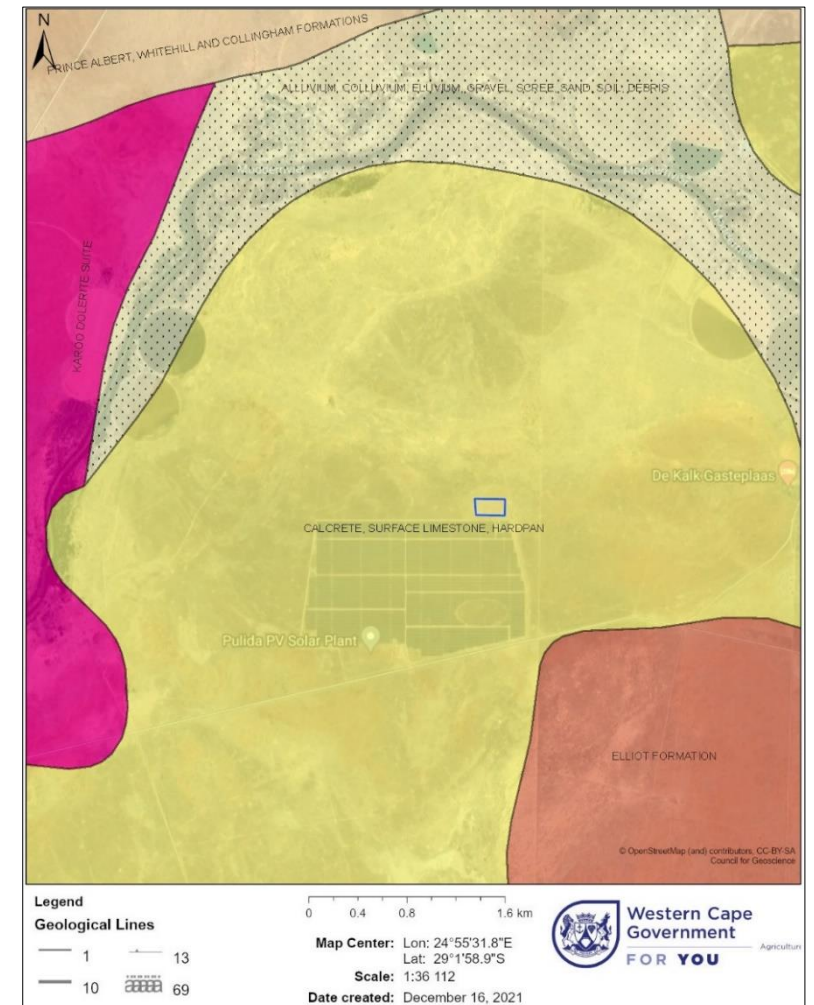 N
PRINCE ALBERT, WHITEHILL AND COLLINGHAM FORMATIONS
ALLUVIUM, COLLUVIUM, ELUVIUM, GRAVEL, SCREE, SAND, SOIL, DEBRIS
KAROO DOLERITE SUITE
De Kalk Gasteplaas
CALCRETE, SURFACE LIMESTONE, HARDPAN
Pulida PV Solar Plant
ELLIOT FORMATION
© OpenStreetMap (and) contributors, CC-BY-SA
Council for Geoscience
Legend
Geological Lines
1
13
10
69
0 0.4 0.8 1.6 km
Map Center: Lon: 24°55'31.8"E
Lat: 29°1'58.9"S
Scale: 1:36 112
Date created: December 16, 2021
Western Cape
Government
FOR YOU